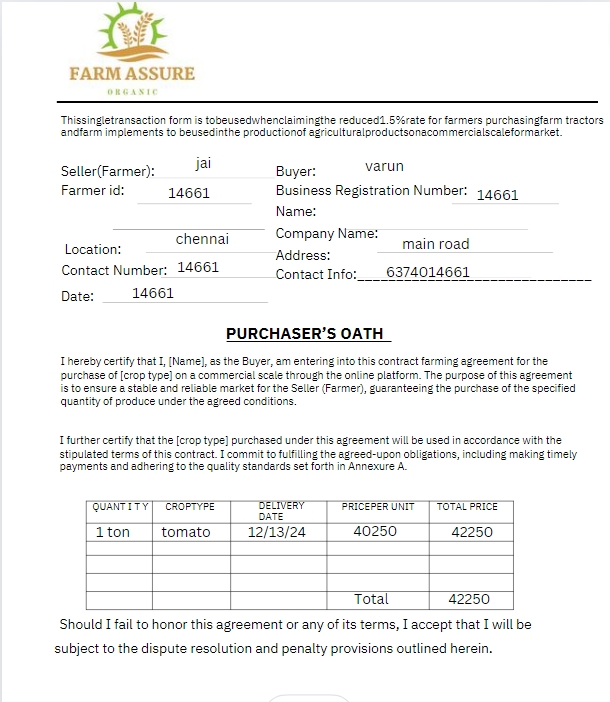 FARM ASSURE
ORGANIC
Thissingletransaction form is tobeusedwhenclaimingthe reduced1.5%rate for farmers purchasingfarm tractors
andfarm implements to beusedinthe productionof agriculturalproductsonacommercialscaleformarket.
Seller(Farmer): jai
Farmer id: 14661
Location: chennai
Contact Number: 14661
Date: 14661
Buyer: varun
Business Registration Number: 14661
Name:
Company Name:
Address: main road
Contact Info: 6374014661
PURCHASER'S OATH
I hereby certify that I, [Name], as the Buyer, am entering into this contract farming agreement for the
purchase of [crop type] on a commercial scale through the online platform. The purpose of this agreement
is to ensure a stable and reliable market for the Seller (Farmer), guaranteeing the purchase of the specified
quantity of produce under the agreed conditions.
I further certify that the [crop type] purchased under this agreement will be used in accordance with the
stipulated terms of this contract. I commit to fulfilling the agreed-upon obligations, including making timely
payments and adhering to the quality standards set forth in Annexure A.
QUANTITY CROPTYPE DELIVERY DATE PRICEPER UNIT TOTAL PRICE
1 ton tomato 12/13/24 40250 42250
Total 42250
Should I fail to honor this agreement or any of its terms, I accept that I will be
subject to the dispute resolution and penalty provisions outlined herein.